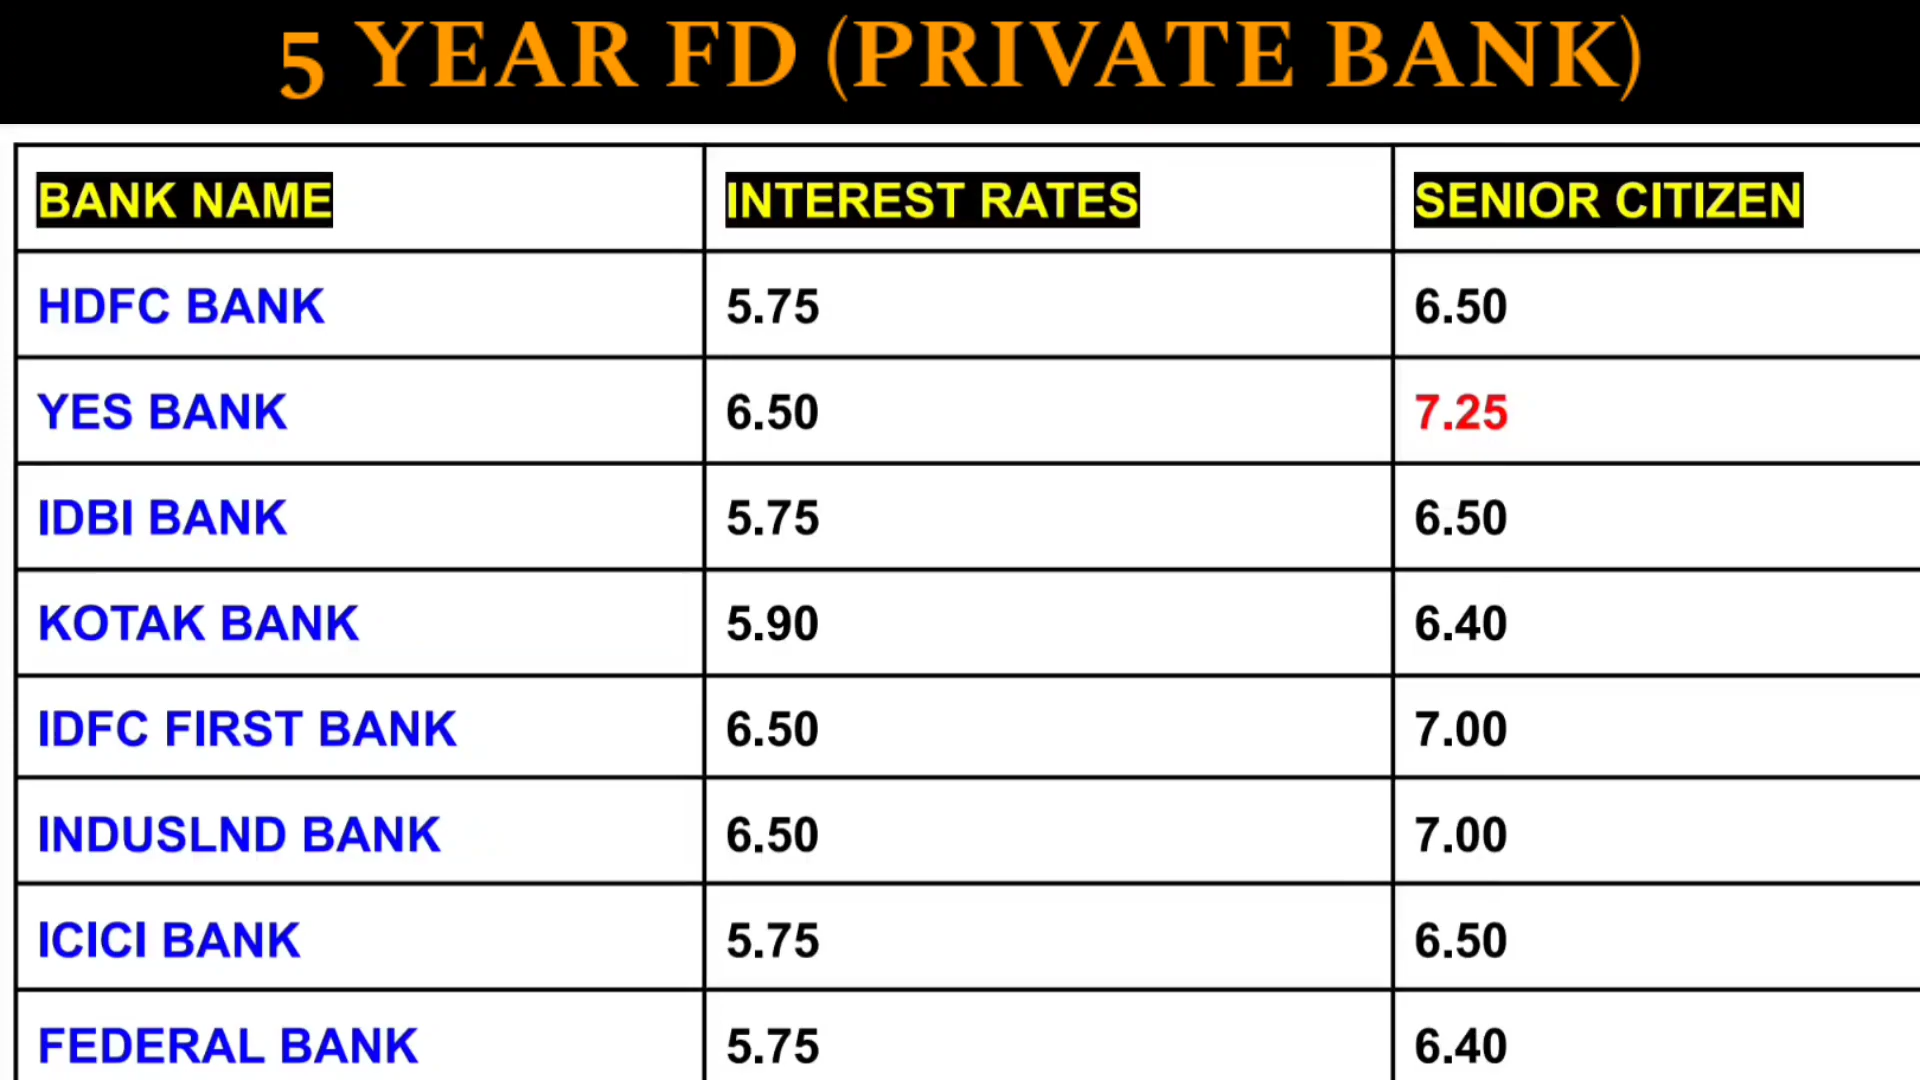 5 YEAR FD (PRIVATE BANK)
BANK NAME INTEREST RATES SENIOR CITIZEN
HDFC BANK 5.75 6.50
YES BANK 6.50 7.25
IDBI BANK 5.75 6.50
KOTAK BANK 5.90 6.40
IDFC FIRST BANK 6.50 7.00
INDUSLND BANK 6.50 7.00
ICICI BANK 5.75 6.50
FEDERAL BANK 5.75 6.40